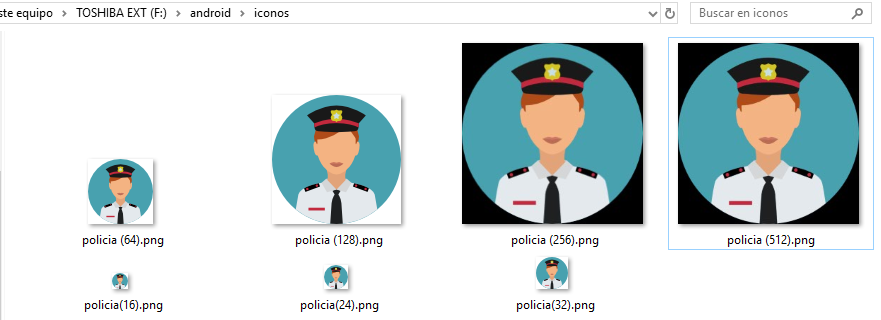 ste equipo > TOSHIBA EXT (F:) > android > iconos
Buscar en iconos
policia (64).png
policia (128).png
policia (256).png
policia (512).png
policia(16).png
policia(24).png
policia(32).png